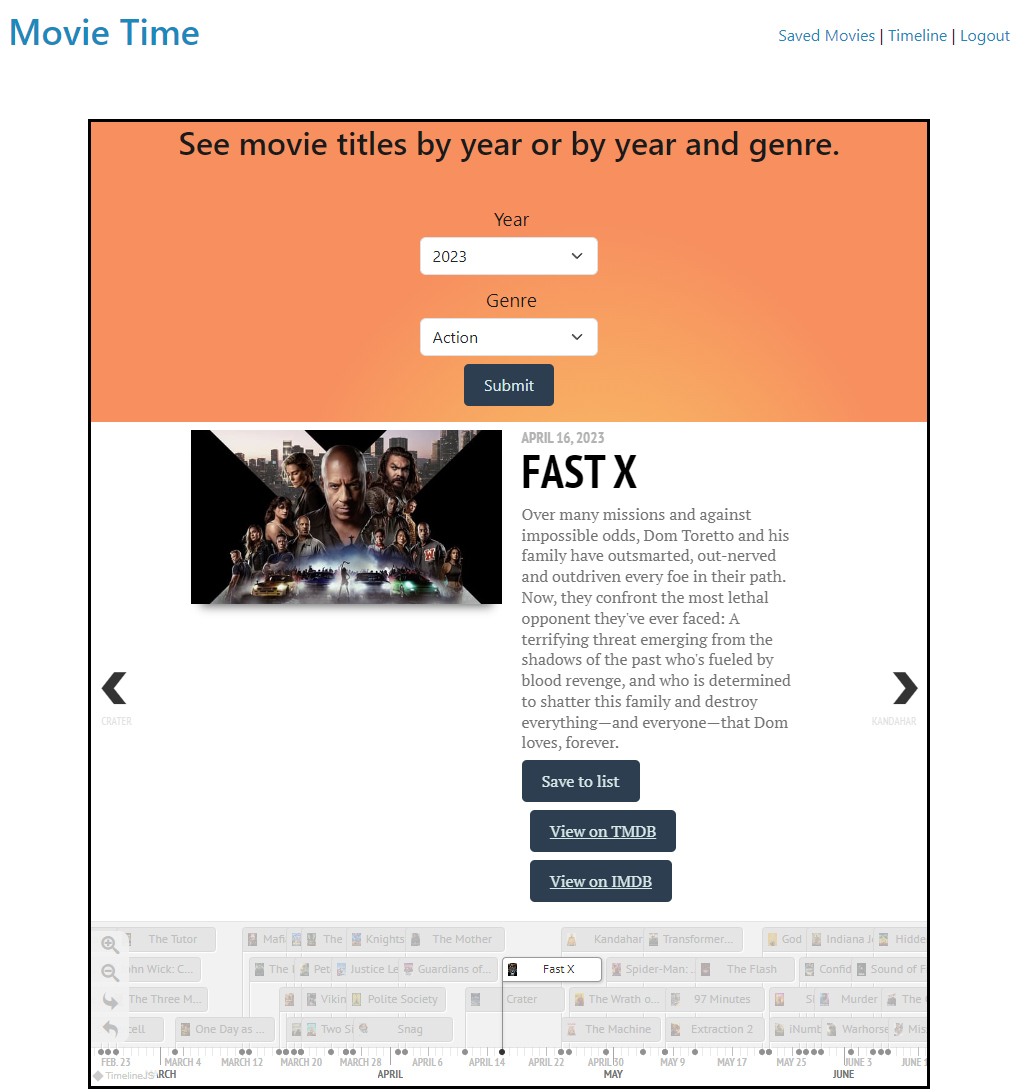 Movie Time
Saved Movies | Timeline | Logout
See movie titles by year or by year and genre.
Year
2023
Genre
Action
Submit
APRIL 16, 2023
FAST X
Over many missions and against
impossible odds, Dom Toretto and his
family have outsmarted, out-nerved
and outdriven every foe in their path.
Now, they confront the most lethal
opponent they've ever faced: A
terrifying threat emerging from the
shadows of the past who's fueled by
blood revenge, and who is determined
to shatter this family and destroy
everything—and everyone—that Dom
loves, forever.
CRATER
KANDAHAR
Save to list
View on TMDB
View on IMDB
The Tutor Mafi The Knights The Mother Kandahar Transformer... God Indiana J Hidde
hn Wick: C... The Pet Justice Le Guardians of... Fast X Spider-Man: The Flash Confid Sound of F
The Three M... Vikin Polite Society Crater The Wrath o... 97 Minutes Murder The
cell One Day as ... Two Snag The Machine Extraction 2 iNumb Warhorse Mis
FEB. 23 MARCH 4 MARCH 12 MARCH 20 MARCH 28 APRIL 6 APRIL 14 APRIL 22 APRIL 30 MAY 9 MAY 17 MAY 25 JUNE 3 JUNE
TimelineJS RCH APRIL MAY JUNE